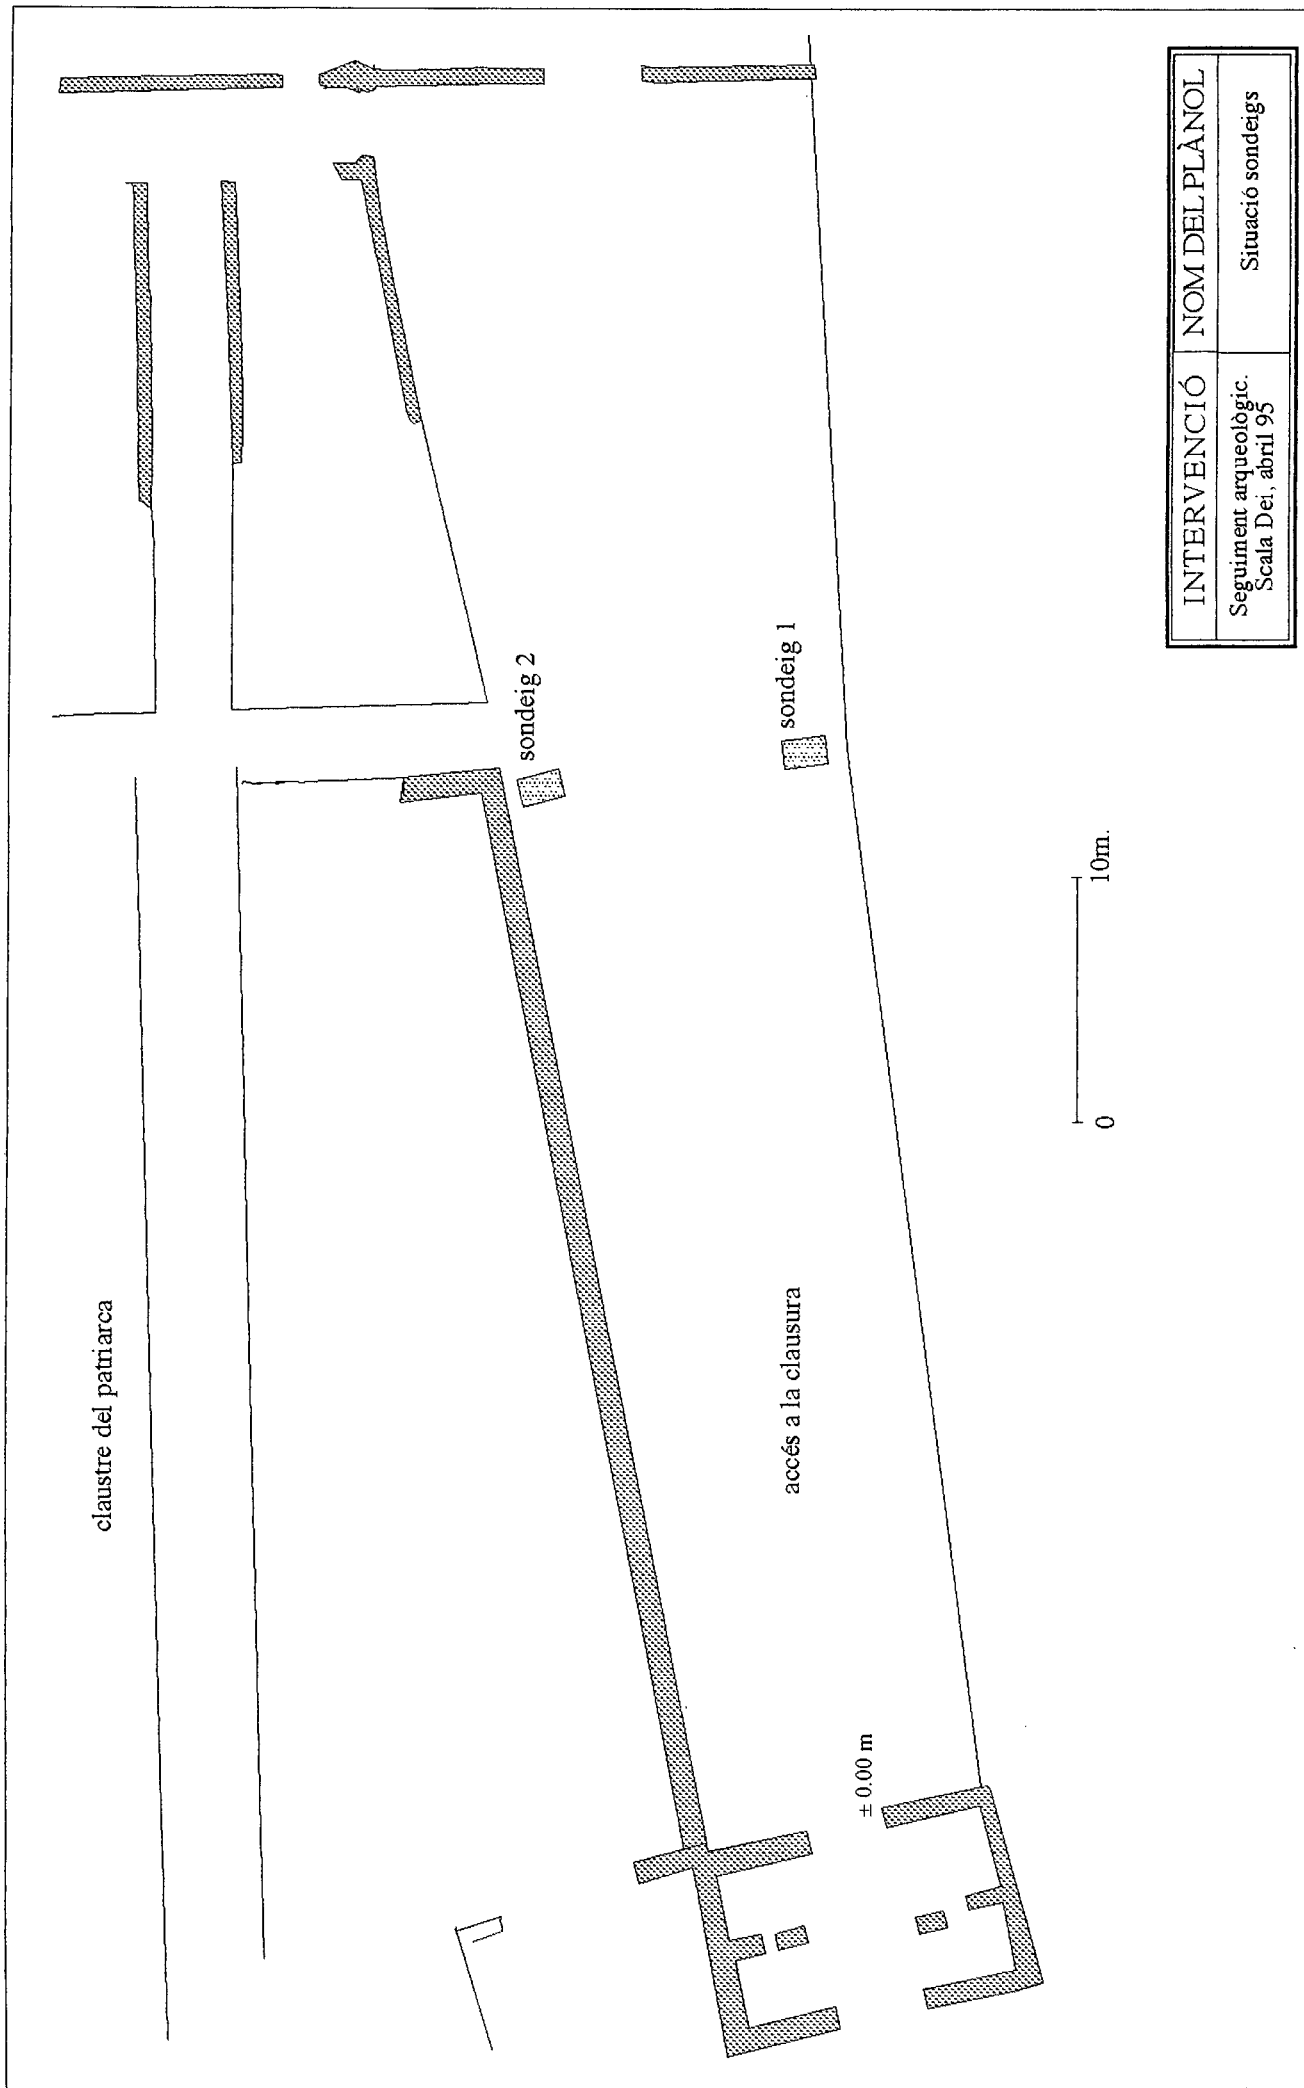 claustre del patriarca
sondeig 2
sondeig 1
accés a la clausura
± 0.00 m
0
10m.
INTERVENCIÓ
NOM DEL PLÀNOL
Seguiment arqueològic.
Scala Dei, abril 95
Situació sondeigs